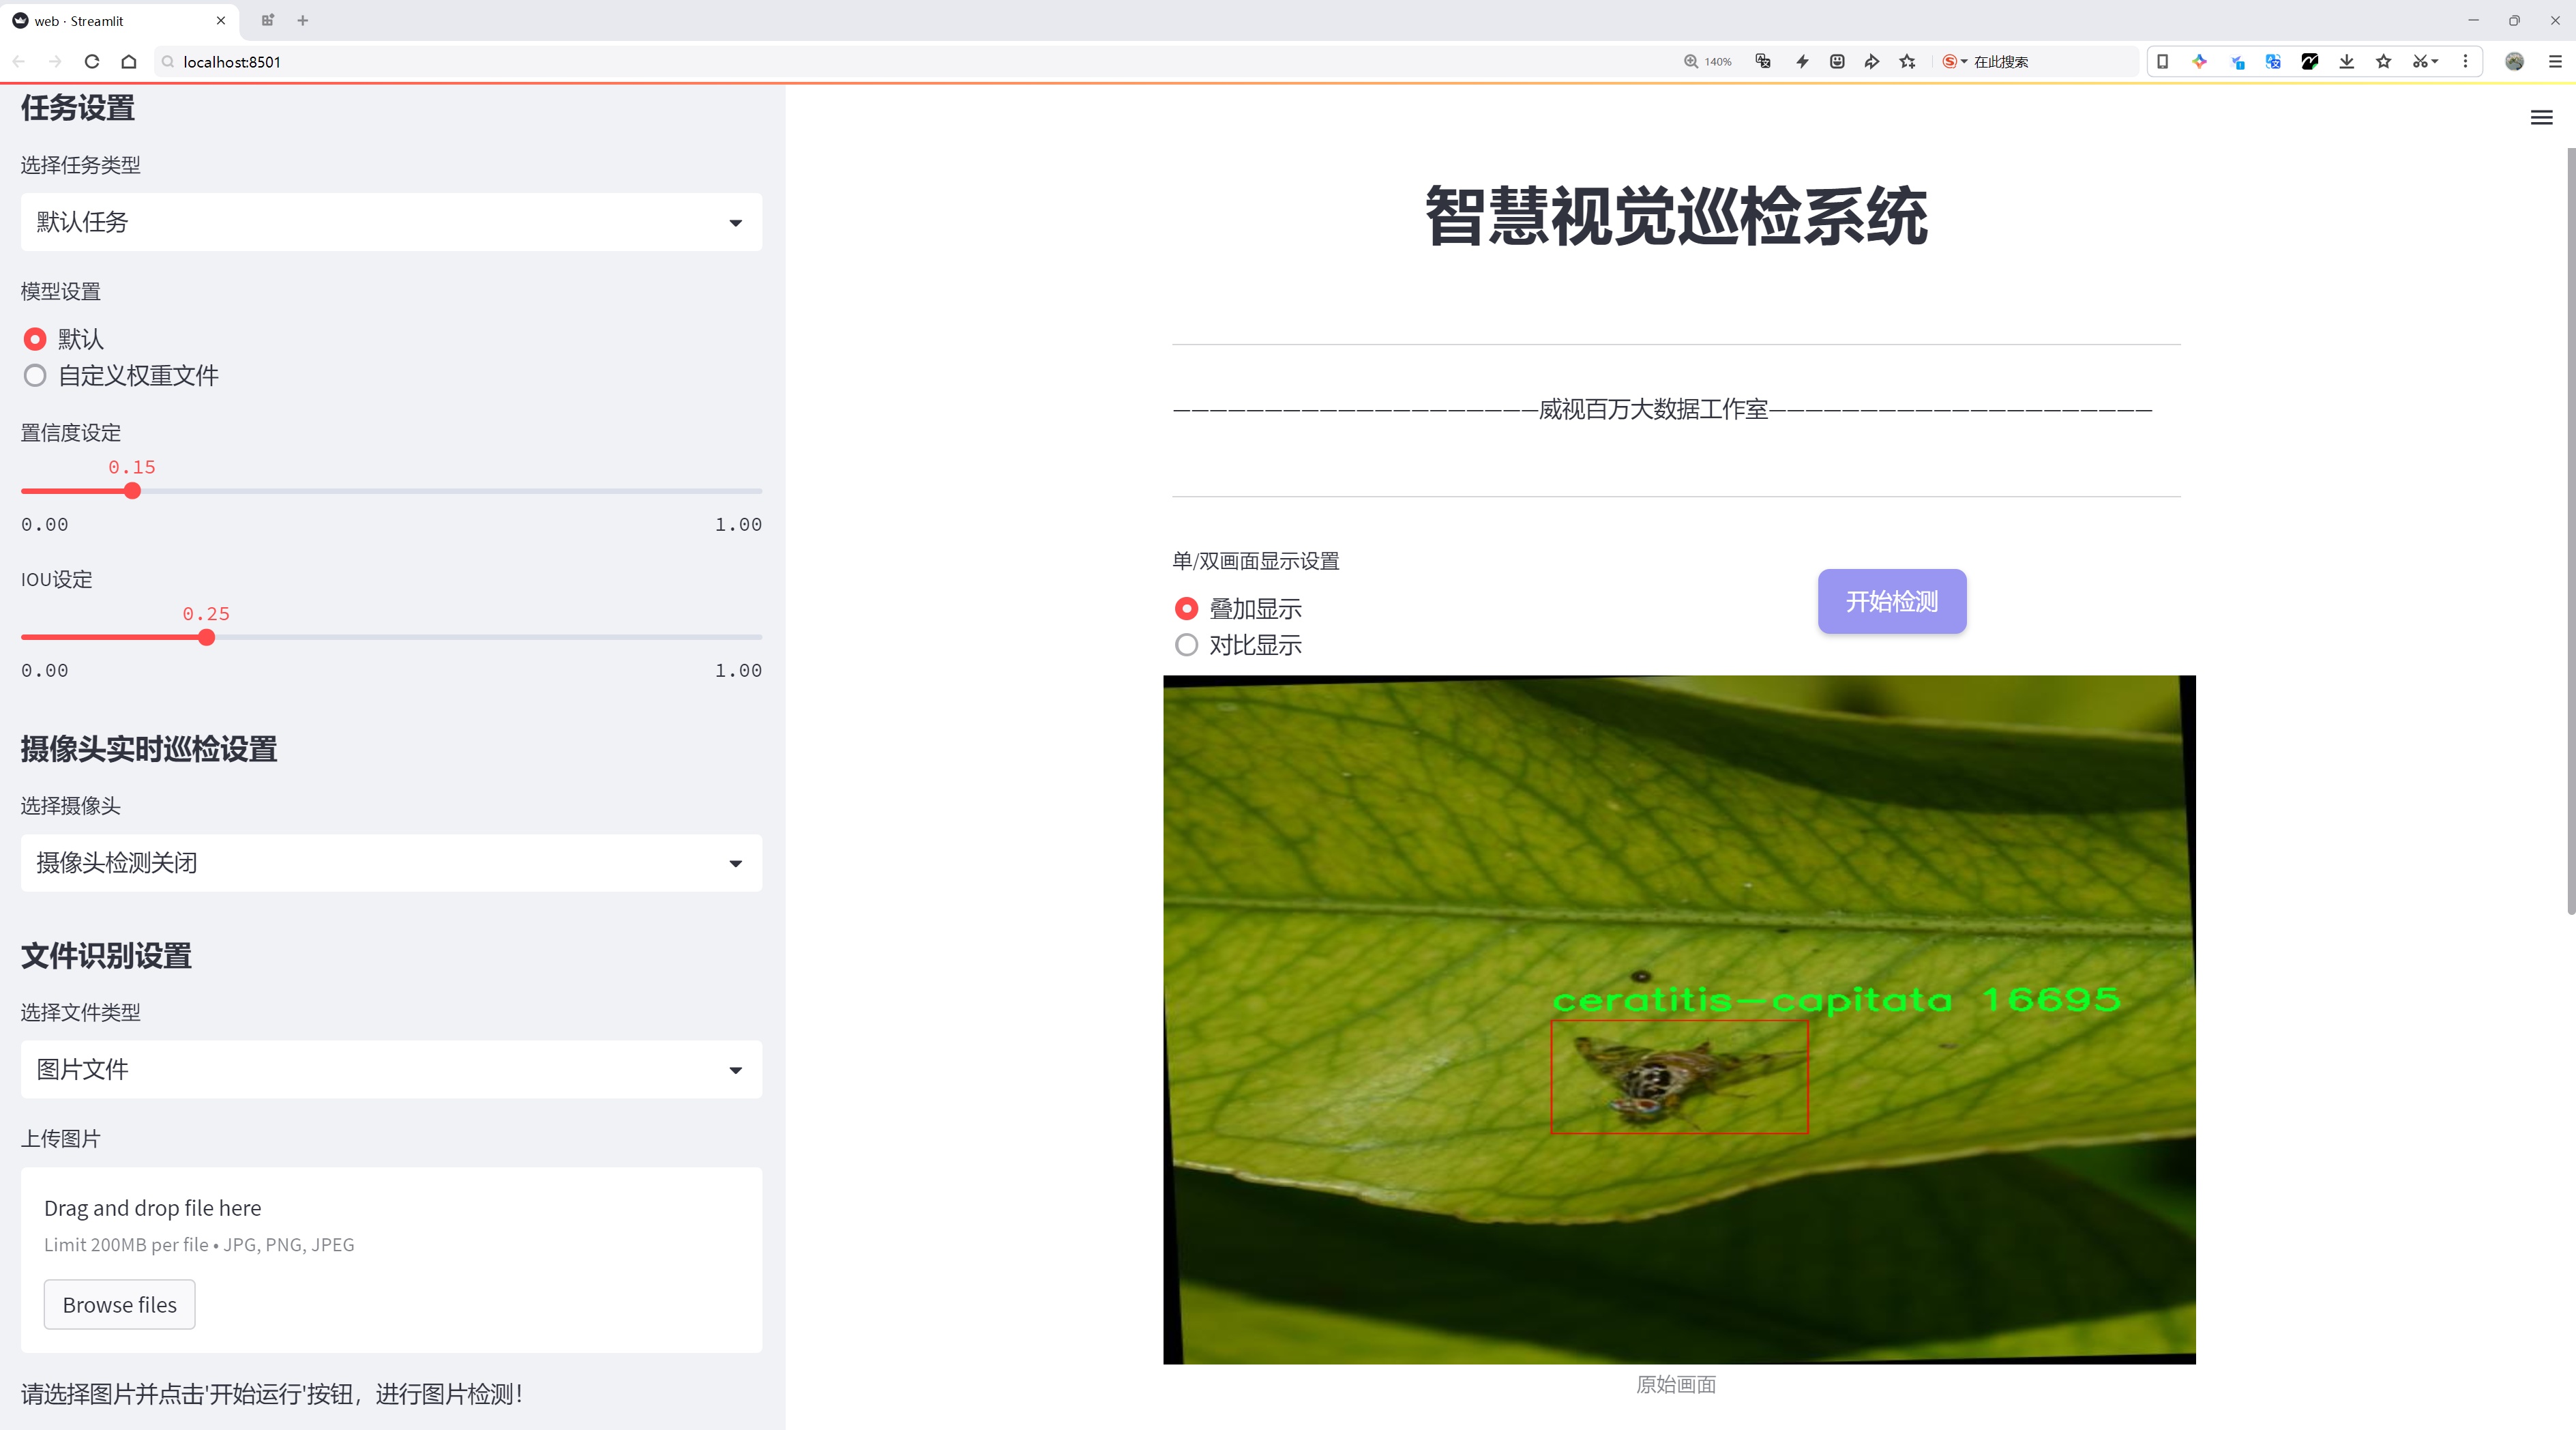 web · Streamlit
localhost:8501
140%
在此搜索
任务设置
选择任务类型
默认任务
模型设置
默认
自定义权重文件
置信度设定
0.15
0.00 1.00
IOU设定
0.25
0.00 1.00
摄像头实时巡检设置
选择摄像头
摄像头检测关闭
文件识别设置
选择文件类型
图片文件
上传图片
Drag and drop file here
Limit 200MB per file • JPG, PNG, JPEG
Browse files
请选择图片并点击'开始运行'按钮，进行图片检测！
智慧视觉巡检系统
————————————————————威视百万大数据工作室—————————————————————
单/双画面显示设置
叠加显示
对比显示
开始检测
ceratitis-capitata 16695
原始画面